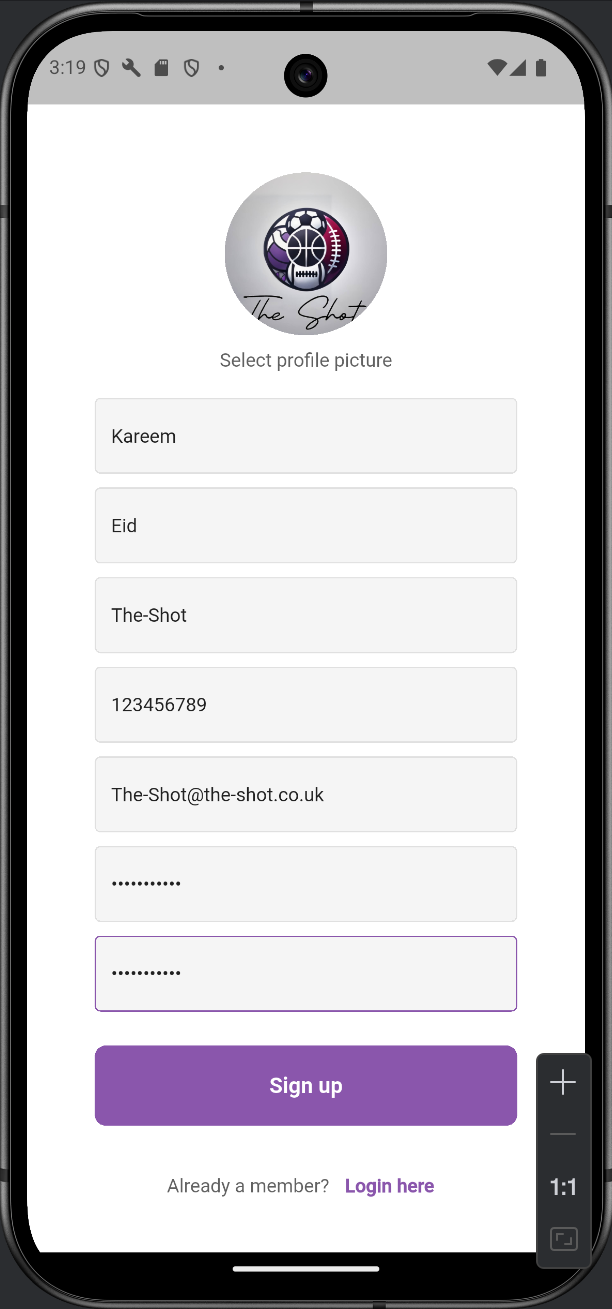 3:19
The Shot
Select profile picture
Kareem
Eid
The-Shot
123456789
The-Shot@the-shot.co.uk
•••••••••••
•••••••••••
Sign up
Already a member? Login here
1:1